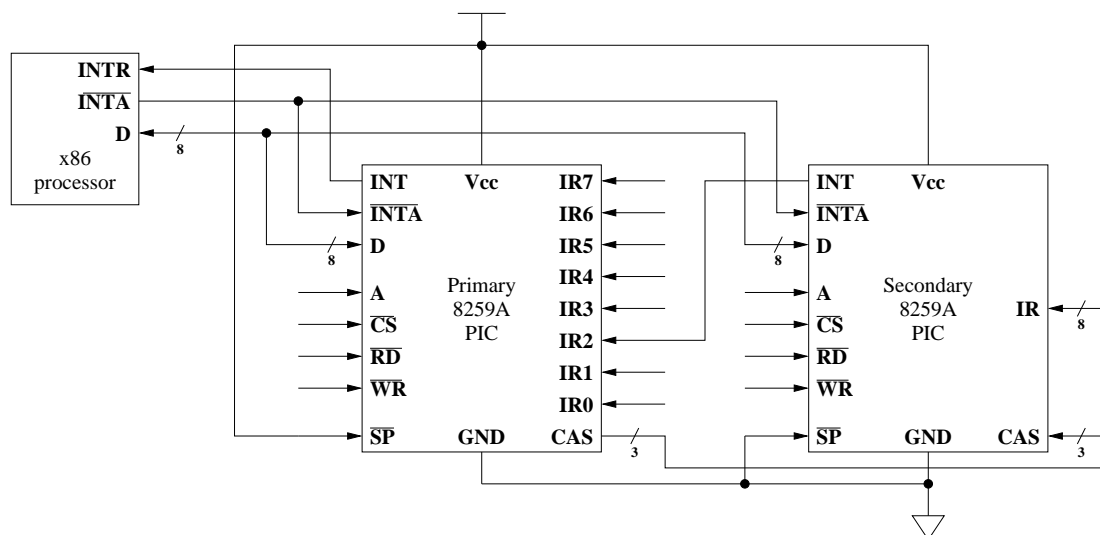 INTR
INTA
D
8
x86
processor
INT
Vcc
IR7
INTA
IR6
8
D
IR5
IR4
A
Primary
8259A
PIC
IR3
CS
IR2
RD
IR1
WR
IR0
SP
GND
CAS
3
INT
Vcc
INTA
8
D
A
Secondary
8259A
PIC
IR
8
CS
RD
WR
SP
GND
CAS
3